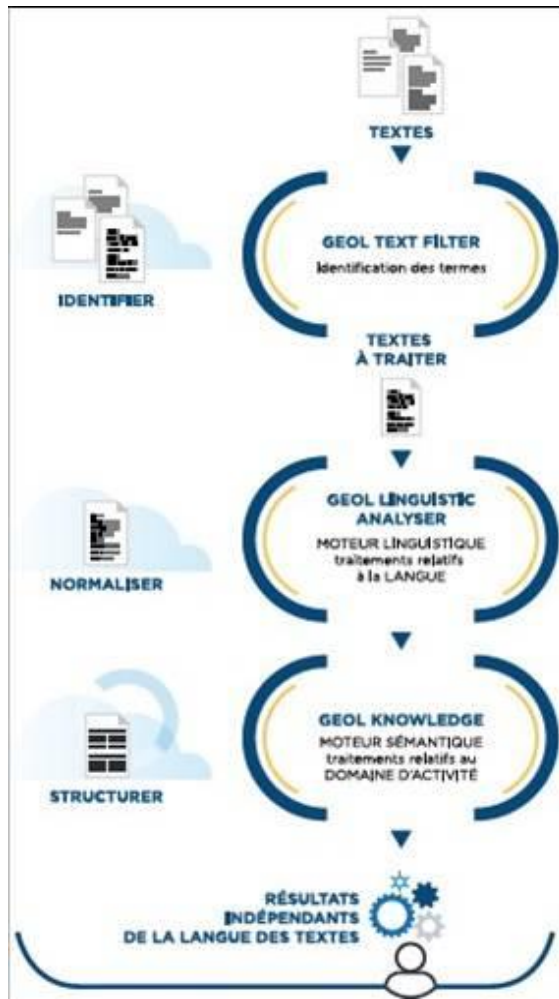 TEXTES
GEOL TEXT FILTER
Identification des termes
IDENTIFIER
TEXTES
À TRAITER
GEOL LINGUISTIC
ANALYSER
MOTEUR LINGUISTIQUE
traitements relatifs
à la LANGUE
NORMALISER
GEOL KNOWLEDGE
MOTEUR SÉMANTIQUE
traitements relatifs au
DOMAINE D'ACTIVITÉ
STRUCTURER
RÉSULTATS
INDÉPENDANTS
DE LA LANGUE DES TEXTES